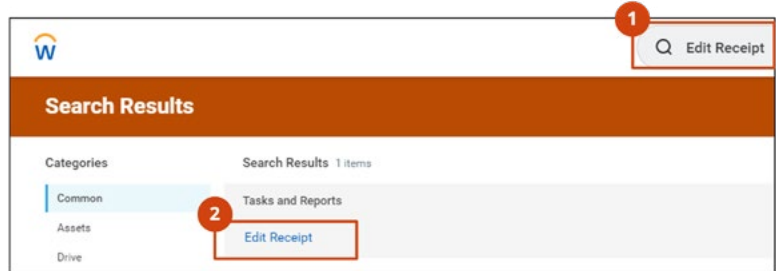 1
W
Edit Receipt
Search Results
Categories
Search Results 1 items
Common
Tasks and Reports
2
Assets
Edit Receipt
Drive